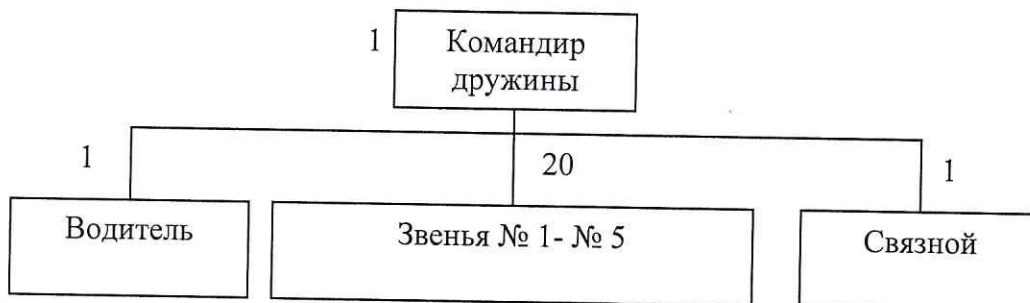 1
Командир
дружины
1
20
1
Водитель
Звенья № 1- № 5
Связной